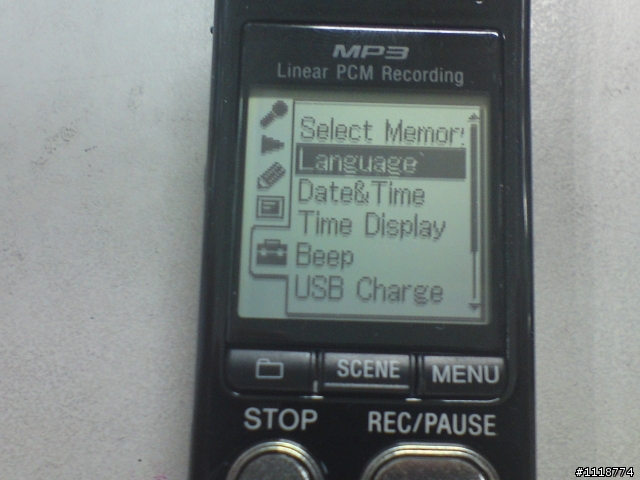 MP3
Linear PCM Recording
Select Memor
Language
Date&Time
Time Display
Beep
USB Charge
SCENE
MENU
STOP
REC/PAUSE
#1118774